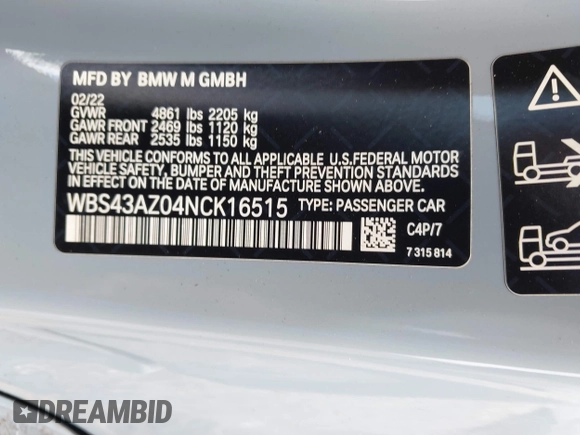 MFD BY BMW M GMBH
02/22
GVWR 4861 lbs 2205 kg
GAWR FRONT 2469 lbs 1120 kg
GAWR REAR 2535 lbs 1150 kg
THIS VEHICLE CONFORMS TO ALL APPLICABLE U.S.FEDERAL MOTOR
VEHICLE SAFETY, BUMPER AND THEFT PREVENTION STANDARDS
IN EFFECT ON THE DATE OF MANUFACTURE SHOWN ABOVE.
WBS43AZ04NCK16515 TYPE: PASSENGER CAR
C4P/7
7 315 814
DREAMBID